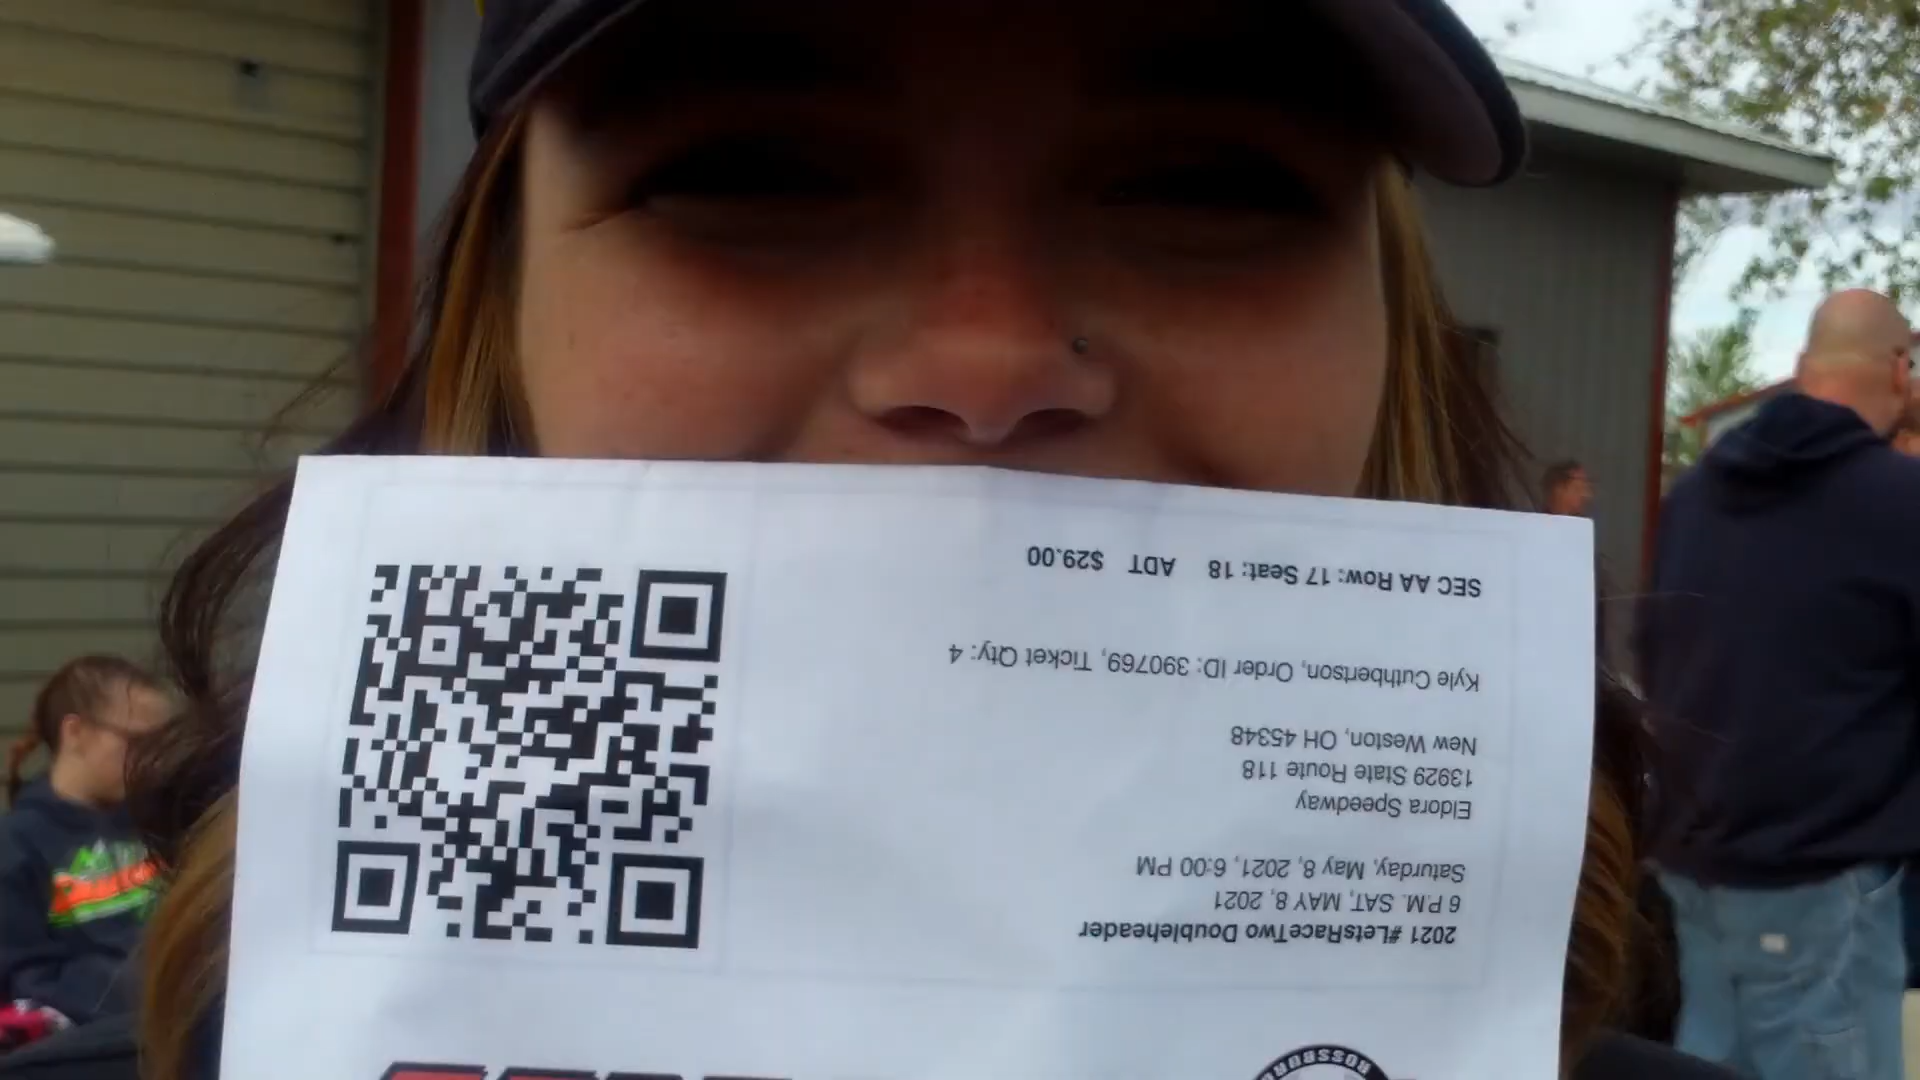 2021 #LetsRaceTwo Doubleheader
6 P.M. SAT, MAY 8, 2021
Saturday, May 8, 2021, 6:00 PM
Eldora Speedway
13929 State Route 118
New Weston, OH 45348
Kyle Cuthbertson, Order ID: 390769, Ticket Qty: 4
SEC AA Row: 17 Seat: 18 ADT $29.00